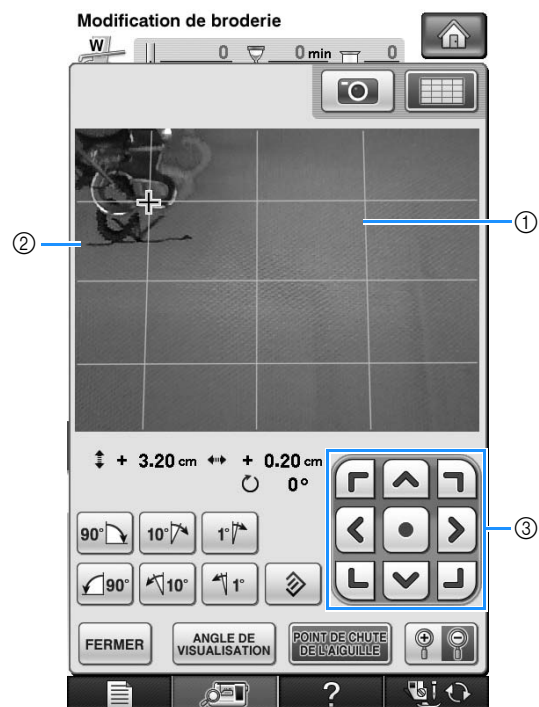 Modification de broderie
W
0 0 min 0
①
②
+ 3.20 cm + 0.20 cm
0°
③
90° 10° 1°
90° 10° 1°
FERMER
ANGLE DE
VISUALISATION
POINT DE CHUTE
DE L'AIGUILLE
?